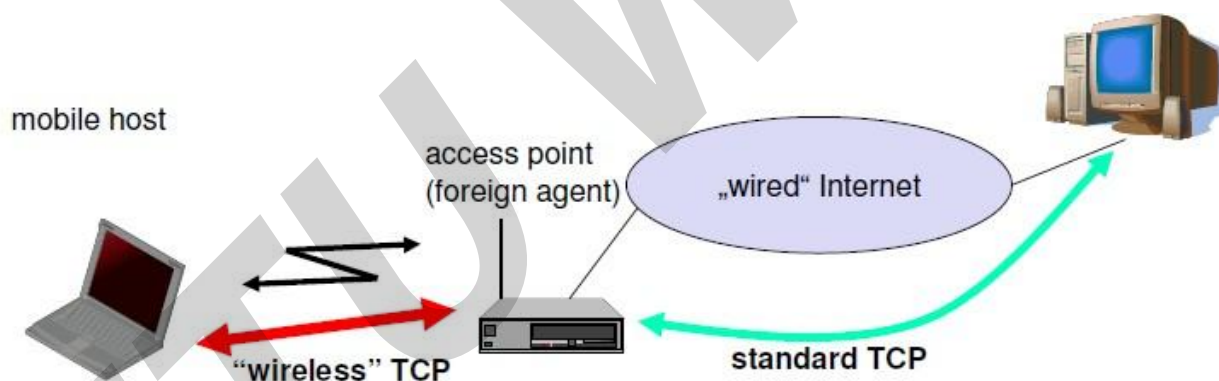 mobile host
access point
(foreign agent)
„wired“ Internet
“wireless” TCP
standard TCP